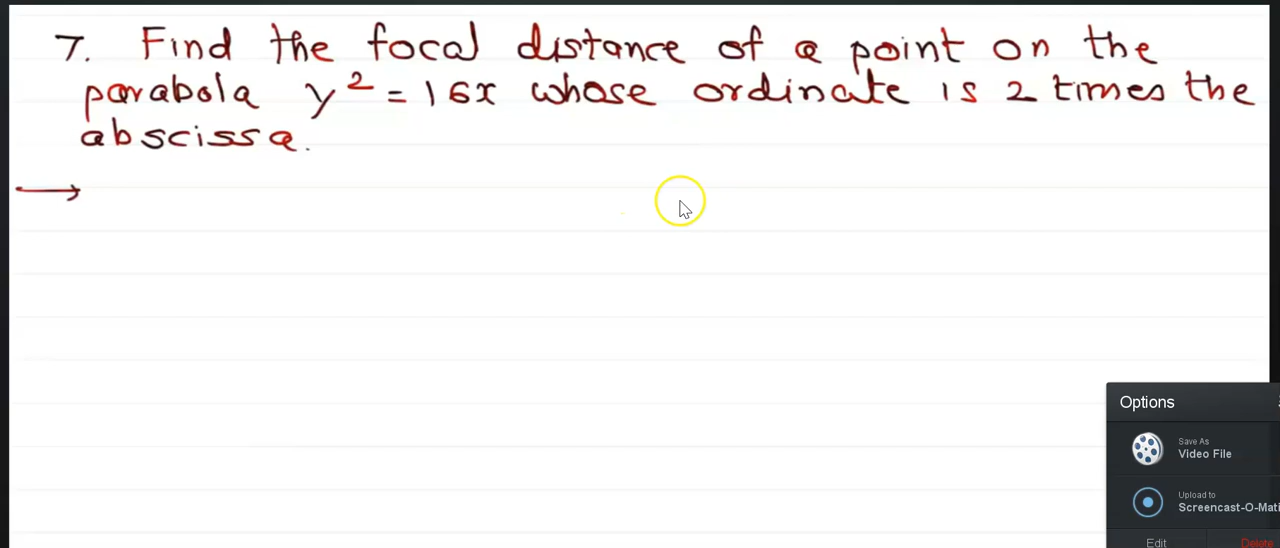 7. Find the focal distance of a point on the
parabola y² = 16x whose ordinate is 2 times the
abscissa.
→
Options
Save As
Video File
Upload to
Screencast-O-Mati
Edit
Delete